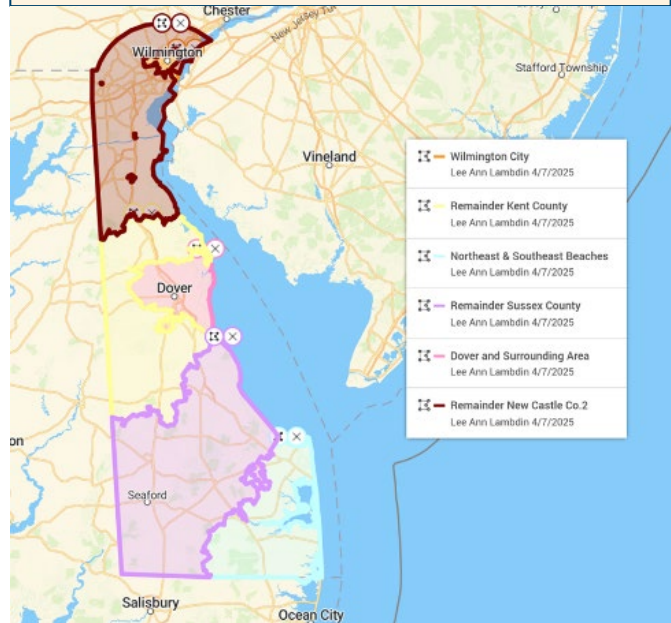 Chester
New Jersey Tur
Wilmington
Stafford Township
Vineland
Wilmington City
Lee Ann Lambdin 4/7/2025
Remainder Kent County
Lee Ann Lambdin 4/7/2025
Northeast & Southeast Beaches
Lee Ann Lambdin 4/7/2025
Remainder Sussex County
Lee Ann Lambdin 4/7/2025
Dover and Surrounding Area
Lee Ann Lambdin 4/7/2025
Remainder New Castle Co.2
Lee Ann Lambdin 4/7/2025
Dover
on
Seaford
Salisbury
Ocean City